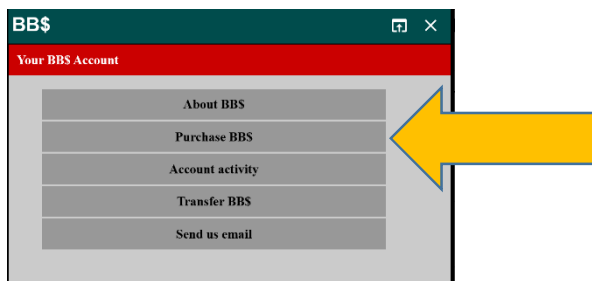 BB$
Your BB$ Account
About BB$
Purchase BB$
Account activity
Transfer BB$
Send us email